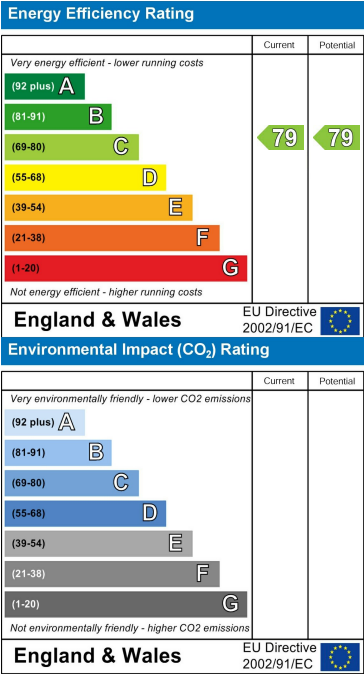 Energy Efficiency Rating
Current Potential
Very energy efficient - lower running costs
(92 plus) A
(81-91) B
(69-80) C
79 79
(55-68) D
(39-54) E
(21-38) F
(1-20) G
Not energy efficient - higher running costs
England & Wales
EU Directive
2002/91/EC
Environmental Impact (CO₂) Rating
Current Potential
Very environmentally friendly - lower CO2 emissions
(92 plus) A
(81-91) B
(69-80) C
(55-68) D
(39-54) E
(21-38) F
(1-20) G
Not environmentally friendly - higher CO2 emissions
England & Wales
EU Directive
2002/91/EC